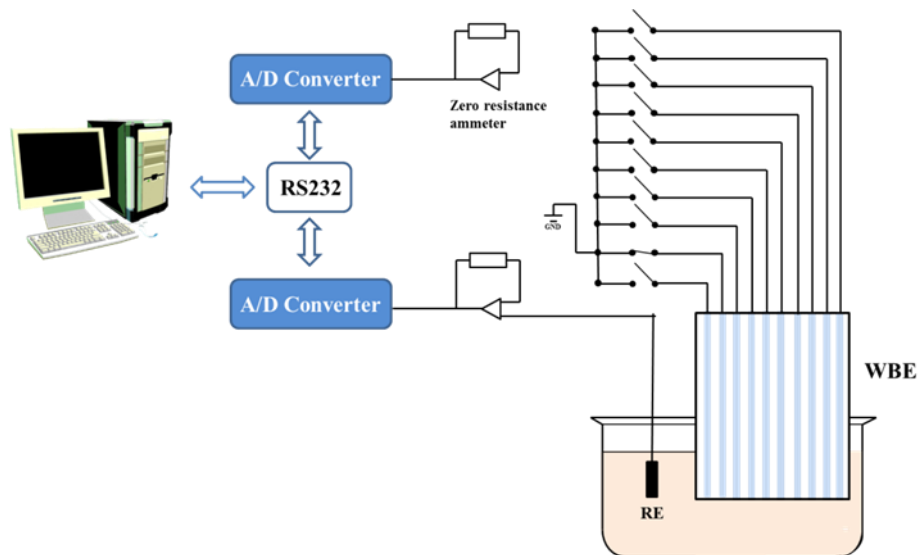 A/D Converter
Zero resistance
ammeter
RS232
GND
A/D Converter
WBE
RE